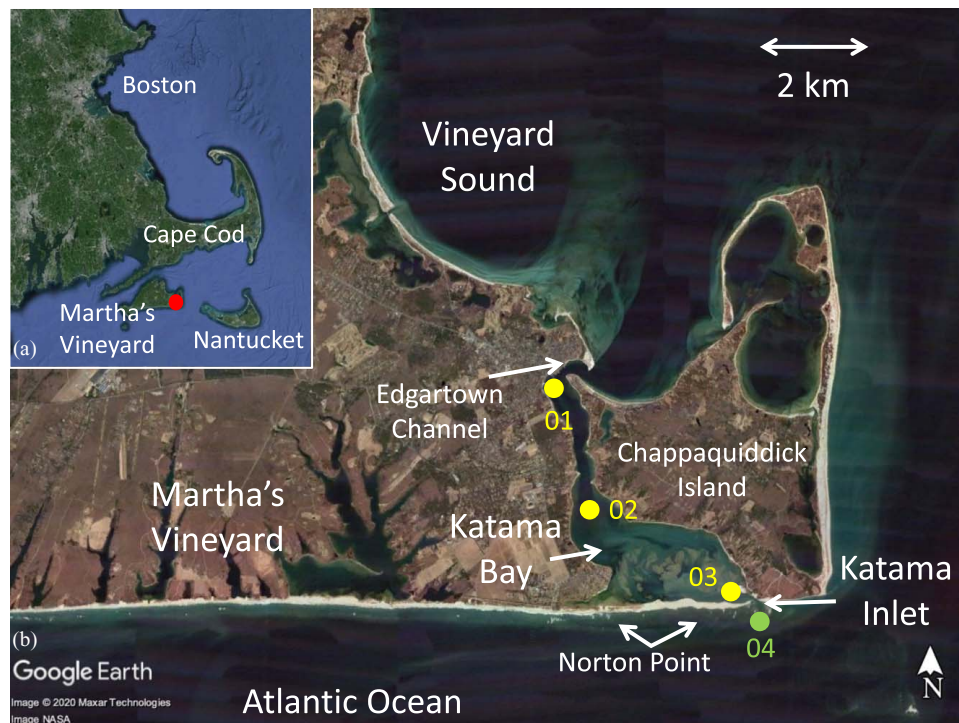 Boston
Cape Cod
Martha's
Vineyard
Nantucket
(a)
2 km
Vineyard
Sound
Edgartown
Channel
01
Chappaquiddick
Island
Martha's
Vineyard
02
Katama
Bay
03
Katama
Inlet
04
Norton Point
(b)
Google Earth
Atlantic Ocean
N
Image © 2020 Maxar Technologies
Image NASA